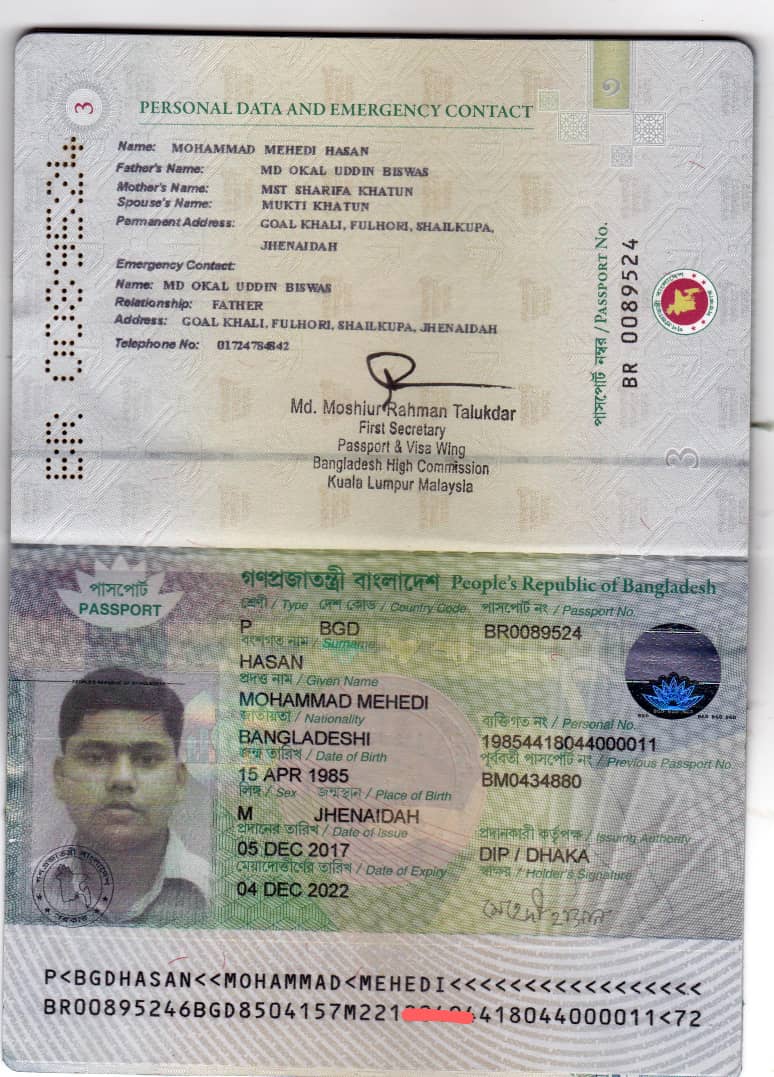 3
PERSONAL DATA AND EMERGENCY CONTACT
১
Name: MOHAMMAD MEHEDI HASAN
Father's Name: MD OKAL UDDIN BISWAS
Mother's Name: MST SHARIFA KHATUN
Spouse's Name: MUKTI KHATUN
Permanent Address: GOAL KHALI, FULHORI, SHAILKUPA,
JHENAIDAH
Emergency Contact:
Name: MD OKAL UDDIN BISWAS
Relationship: FATHER
Address: GOAL KHALI, FULHORI, SHAILKUPA, JHENAIDAH
Telephone No: 01724784842
BR 0089524
পাসপোর্ট নম্বর / PASSPORT No.
BR 0089524
3
Md. Moshiur Rahman Talukdar
First Secretary
Passport & Visa Wing
Bangladesh High Commission
Kuala Lumpur Malaysia
পাসপোর্ট
PASSPORT
গণপ্রজাতন্ত্রী বাংলাদেশ People's Republic of Bangladesh
শ্রেণী / Type দেশ কোড / Country Code পাসপোর্ট নং / Passport No.
P BGD BR0089524
বংশগত নাম / Surname
HASAN
প্রদত্ত নাম / Given Name
MOHAMMAD MEHEDI
জাতীয়তা / Nationality ব্যক্তিগত নং / Personal No.
BANGLADESHI 19854418044000011
জন্ম তারিখ / Date of Birth পূর্ববর্তী পাসপোর্ট নং / Previous Passport No.
15 APR 1985 BM0434880
লিঙ্গ / Sex জন্মস্থান / Place of Birth
M JHENAIDAH
প্রদানের তারিখ / Date of Issue প্রদানকারী কর্তৃপক্ষ / Issuing Authority
05 DEC 2017 DIP / DHAKA
মেয়াদোত্তীর্ণের তারিখ / Date of Expiry স্বাক্ষর / Holder's Signature
04 DEC 2022 মেহেদী হাসান
P<BGDHASAN<<MOHAMMAD<MEHEDI<<<<<<<<<<<<<<<<<
BR00895246BGD8504157M221 418044000011<72